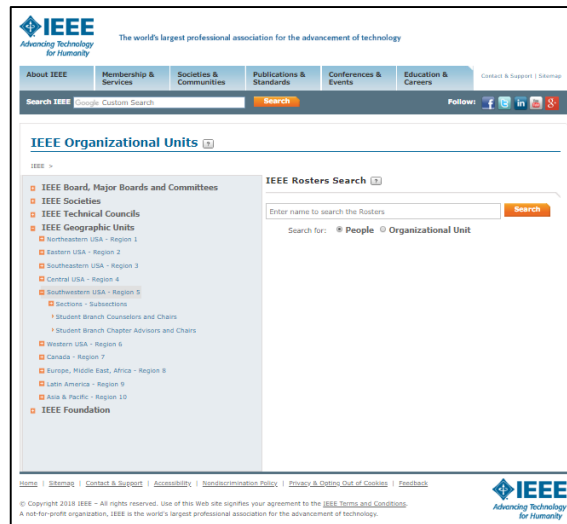 IEEE
Advancing Technology
for Humanity
The world's largest professional association for the advancement of technology
About IEEE
Membership & Services
Societies & Communities
Publications & Standards
Conferences & Events
Education & Careers
Contact & Support | Sitemap
Search IEEE Google Custom Search Search Follow:
IEEE Organizational Units ?
IEEE >
IEEE Board, Major Boards and Committees
IEEE Societies
IEEE Technical Councils
IEEE Geographic Units
Northeastern USA - Region 1
Eastern USA - Region 2
Southeastern USA - Region 3
Central USA - Region 4
Southwestern USA - Region 5
Sections - Subsections
Student Branch Counselors and Chairs
Student Branch Chapter Advisors and Chairs
Western USA - Region 6
Canada - Region 7
Europe, Middle East, Africa - Region 8
Latin America - Region 9
Asia & Pacific - Region 10
IEEE Foundation
IEEE Rosters Search ?
Enter name to search the Rosters Search
Search for: People Organizational Unit
Home | Sitemap | Contact & Support | Accessibility | Nondiscrimination Policy | Privacy & Opting Out of Cookies | Feedback
© Copyright 2018 IEEE – All rights reserved. Use of this Web site signifies your agreement to the IEEE Terms and Conditions.
A not-for-profit organization, IEEE is the world's largest professional association for the advancement of technology.
IEEE
Advancing Technology
for Humanity